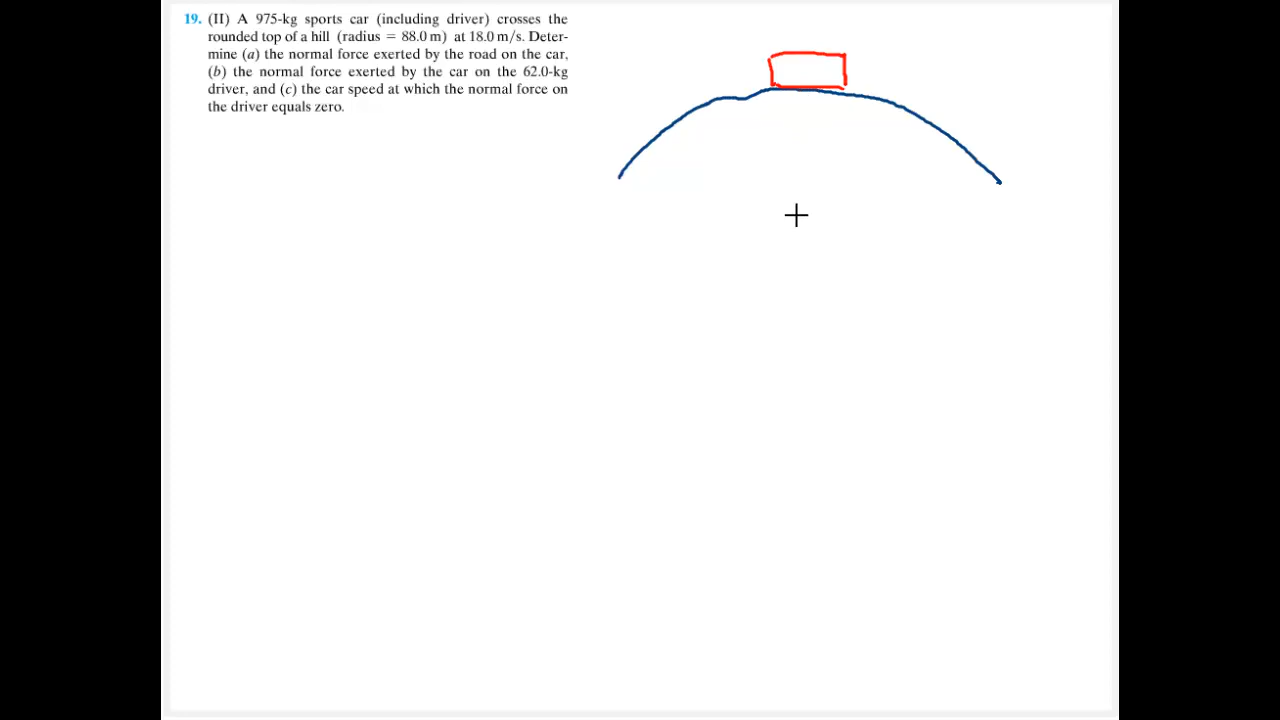 19. (II) A 975-kg sports car (including driver) crosses the
rounded top of a hill (radius = 88.0 m) at 18.0 m/s. Deter-
mine (a) the normal force exerted by the road on the car,
(b) the normal force exerted by the car on the 62.0-kg
driver, and (c) the car speed at which the normal force on
the driver equals zero.